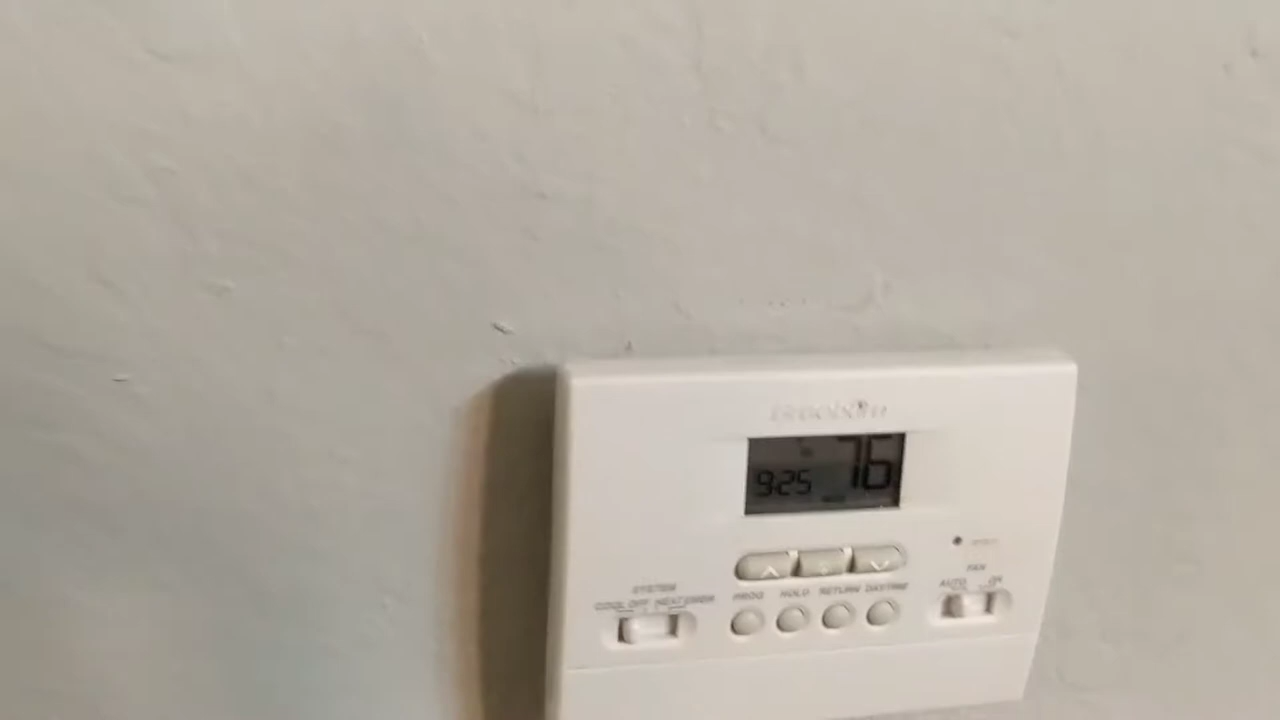 76
9:25
SYSTEM
COOL OFF HEAT
PROG HOLD RETURN DAY/TIME
FAN
AUTO ON